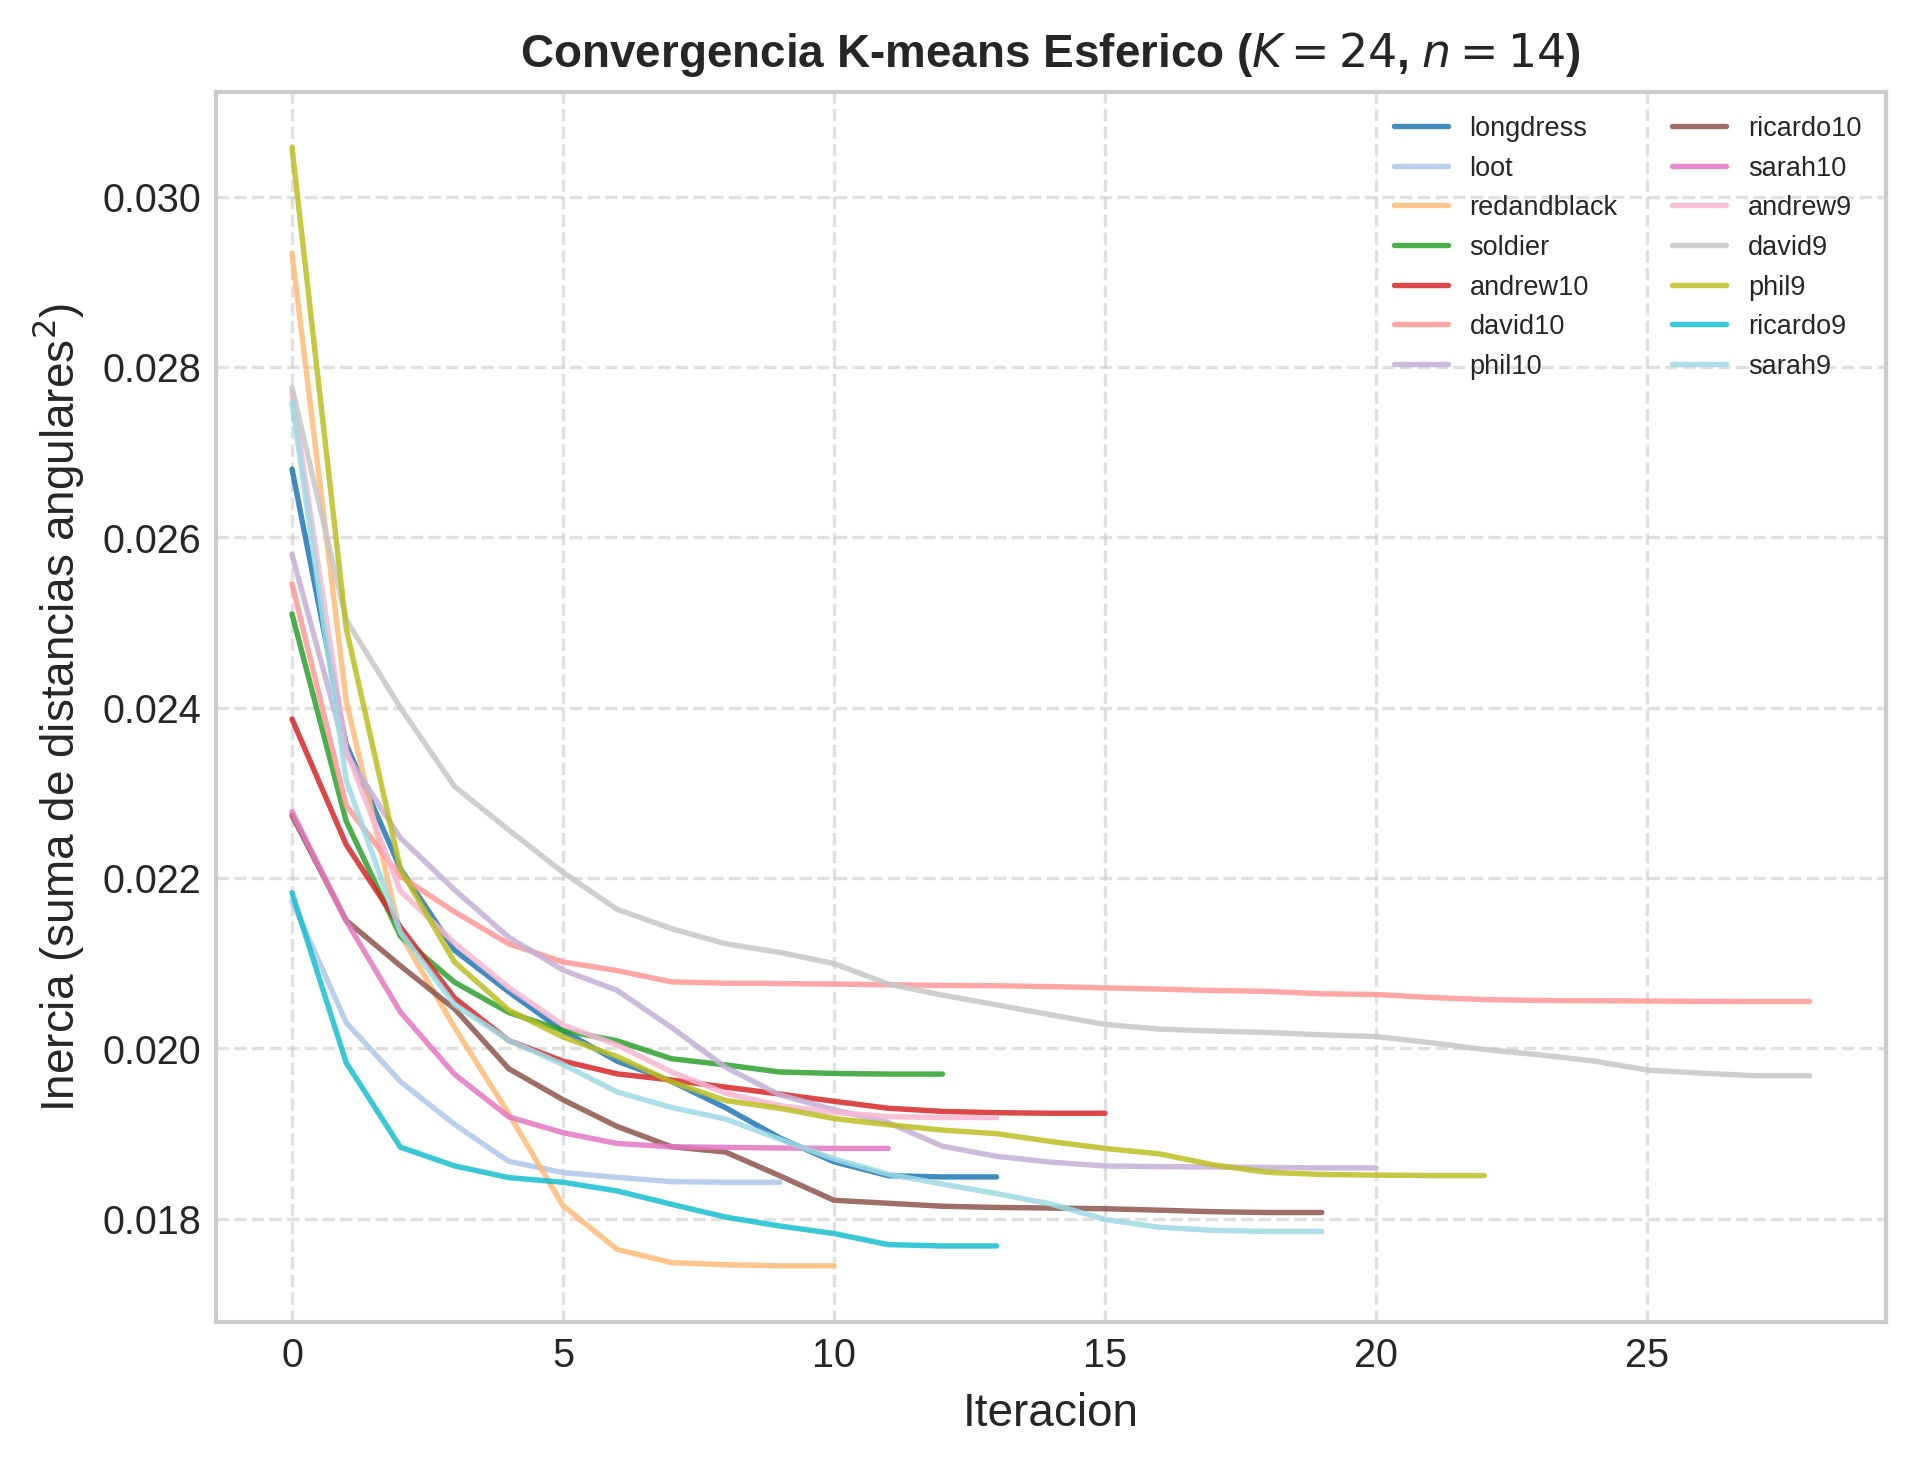 Convergencia K-means Esferico (K = 24, n = 14)
Inercia (suma de distancias angulares²)
0.030
0.028
0.026
0.024
0.022
0.020
0.018
longdress
loot
redandblack
soldier
andrew10
david10
phil10
ricardo10
sarah10
andrew9
david9
phil9
ricardo9
sarah9
0 5 10 15 20 25
Iteracion